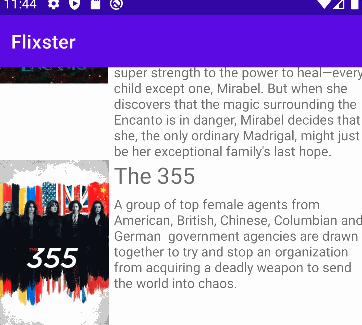 11:44
Flixster
super strength to the power to heal—every
child except one, Mirabel. But when she
discovers that the magic surrounding the
Encanto is in danger, Mirabel decides that
she, the only ordinary Madrigal, might just
be her exceptional family's last hope.
The 355
A group of top female agents from
American, British, Chinese, Columbian and
German  government agencies are drawn
together to try and stop an organization
from acquiring a deadly weapon to send
the world into chaos.
THE
355